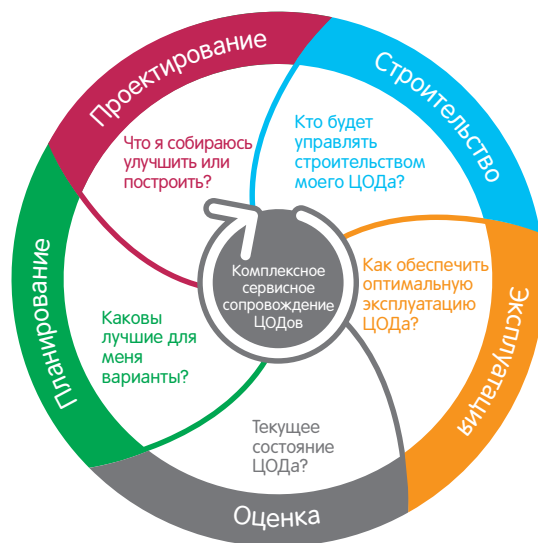 Проектирование
Строительство
Что я собираюсь
улучшить или
построить?
Кто будет
управлять
строительством
моего ЦОДа?
Планирование
Комплексное
сервисное
сопровождение
ЦОДов
Как обеспечить
оптимальную
эксплуатацию
ЦОДа?
Эксплуатация
Каковы
лучшие для
меня
варианты?
Текущее
состояние
ЦОДа?
Оценка